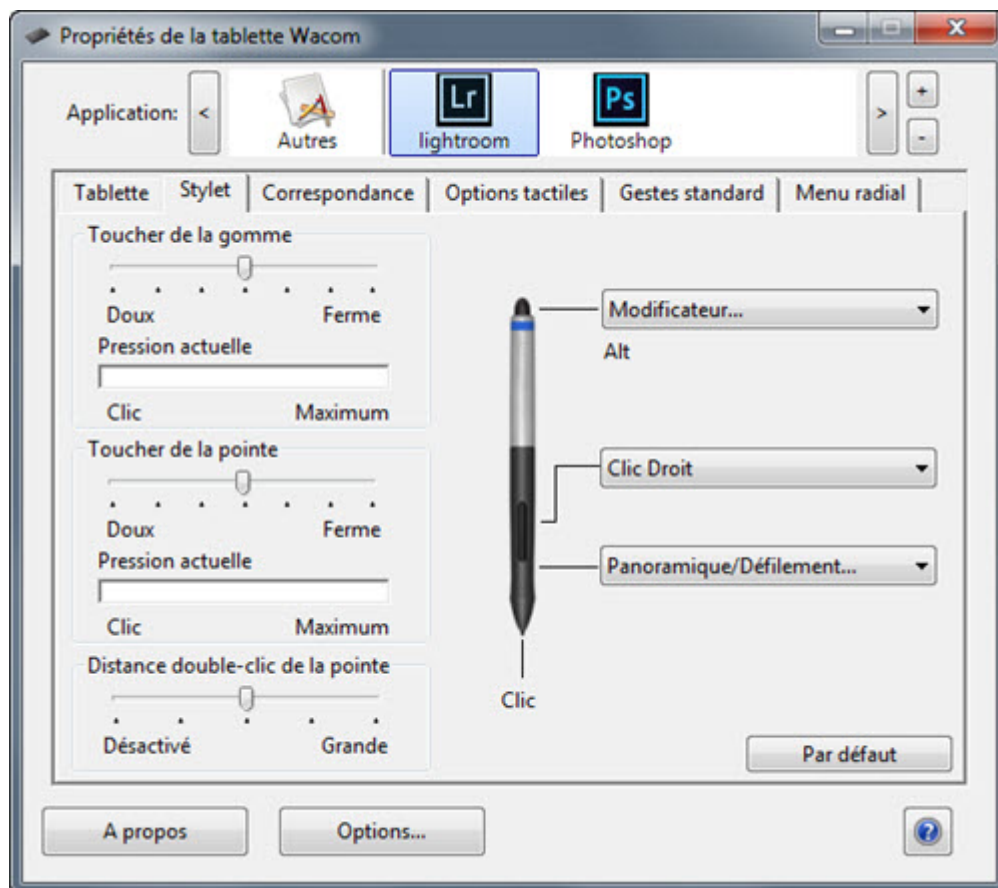 Propriétés de la tablette Wacom
Application:
<
Autres
Lr
lightroom
Ps
Photoshop
>
+
-
Tablette Stylet Correspondance Options tactiles Gestes standard Menu radial
Toucher de la gomme
Doux Ferme
Pression actuelle
Clic Maximum
Toucher de la pointe
Doux Ferme
Pression actuelle
Clic Maximum
Distance double-clic de la pointe
Désactivé Grande
Modificateur...
Alt
Clic Droit
Panoramique/Défilement...
Clic
Par défaut
A propos
Options...
?